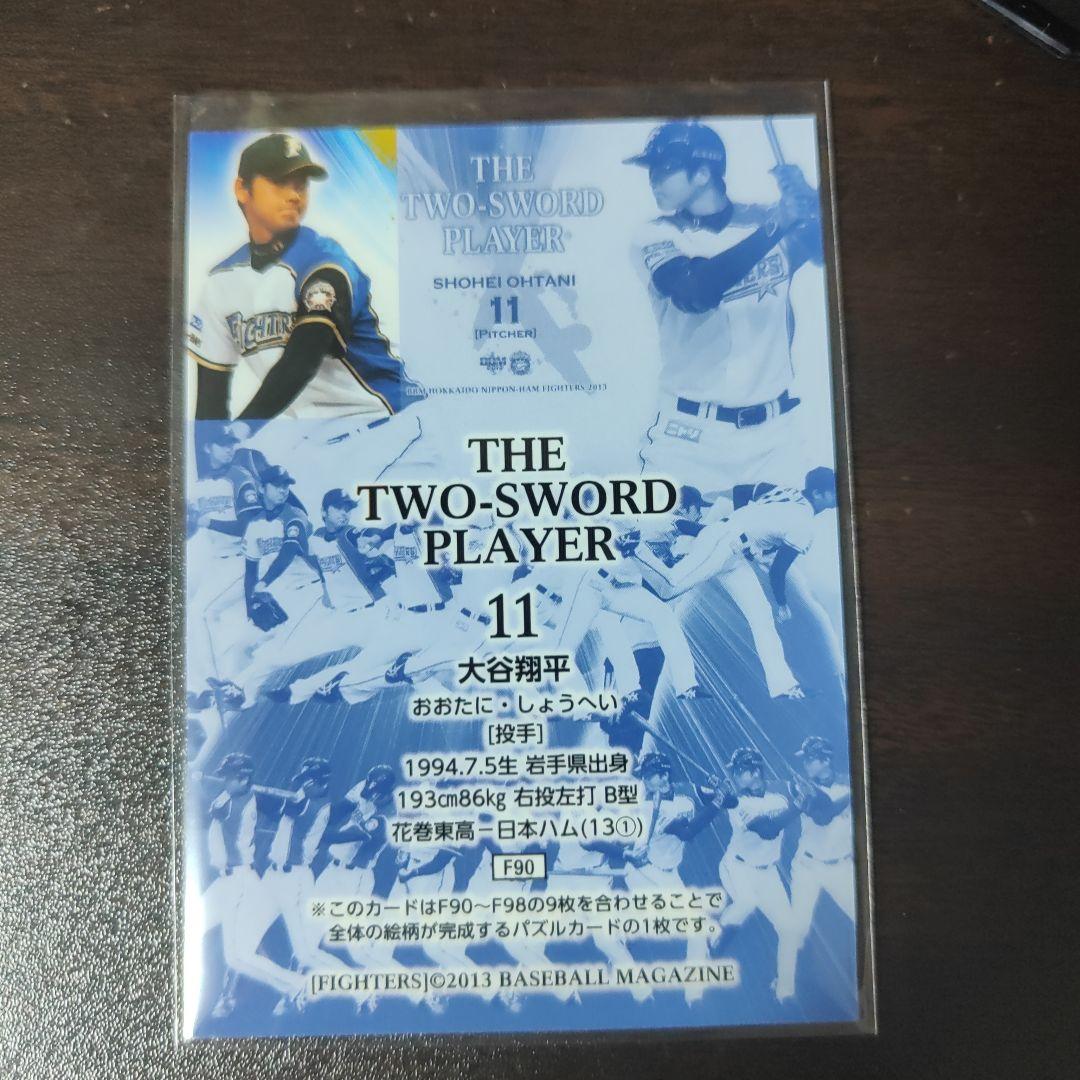 THE
TWO-SWORD
PLAYER
SHOHEI OHTANI
11
[PITCHER]
BBM HOKKAIDO NIPPON-HAM FIGHTERS 2013
FIGHTERS
THE
TWO-SWORD
PLAYER
11
大谷翔平
おおたに・しょうへい
[投手]
1994.7.5生 岩手県出身
193cm86kg 右投左打 B型
花巻東高－日本ハム(13①)
F90
※このカードはF90～F98の9枚を合わせることで
全体の絵柄が完成するパズルカードの1枚です。
[FIGHTERS]©2013 BASEBALL MAGAZINE